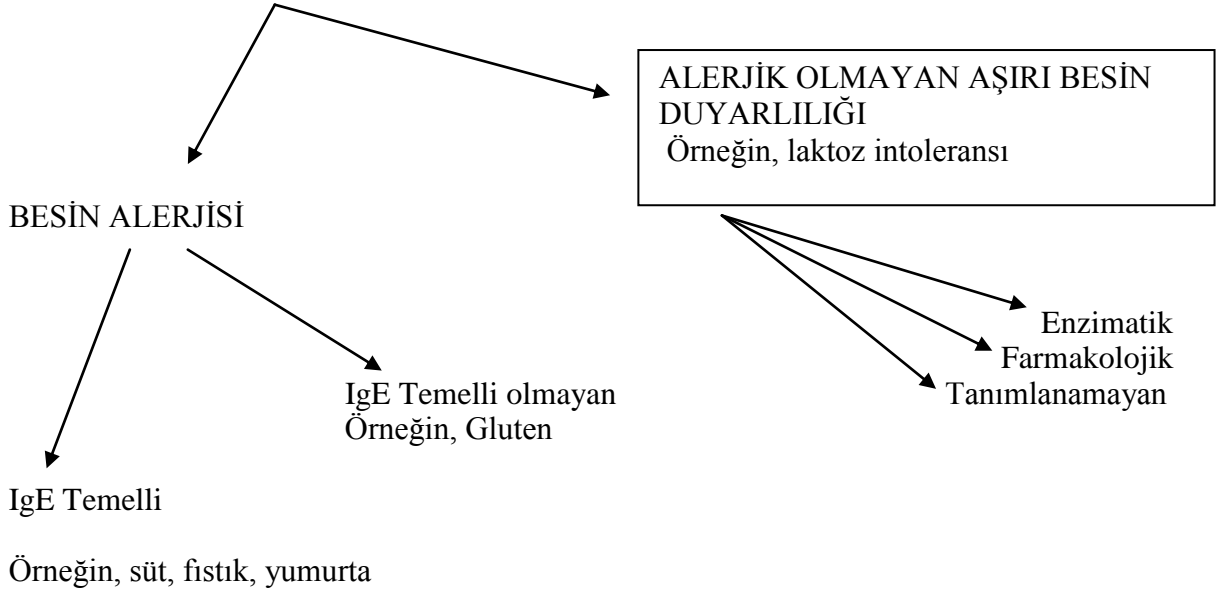 ALERJİK OLMAYAN AŞIRI BESİN
DUYARLILIĞI
Örneğin, laktoz intoleransı
BESİN ALERJİSİ
Enzimatik
Farmakolojik
Tanımlanamayan
IgE Temelli olmayan
Örneğin, Gluten
IgE Temelli
Örneğin, süt, fıstık, yumurta